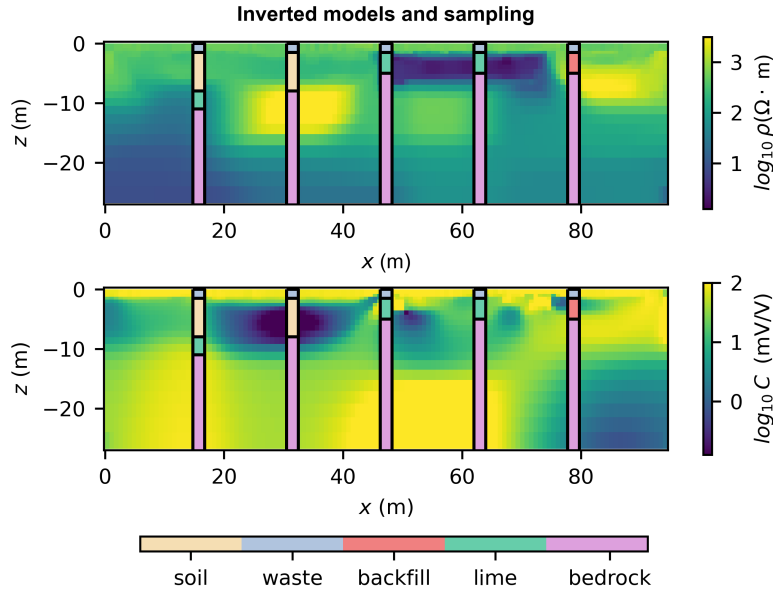 Inverted models and sampling
0
−10
−20
z (m)
0 20 40 60 80
x (m)
3
2
1
log₁₀ ρ(Ω · m)
0
−10
−20
z (m)
0 20 40 60 80
x (m)
2
1
0
log₁₀ C (mV/V)
soil waste backfill lime bedrock